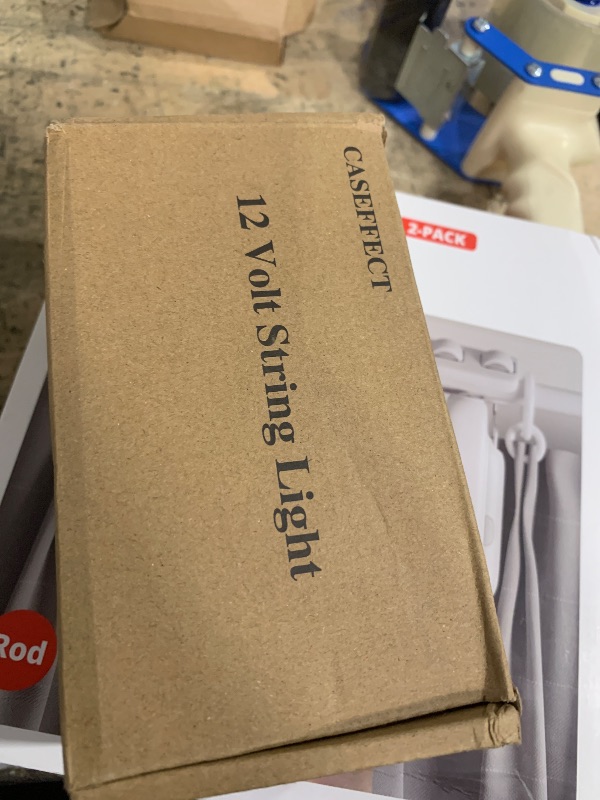 CASEFFECT
12 Volt String Light
2-PACK
Rod